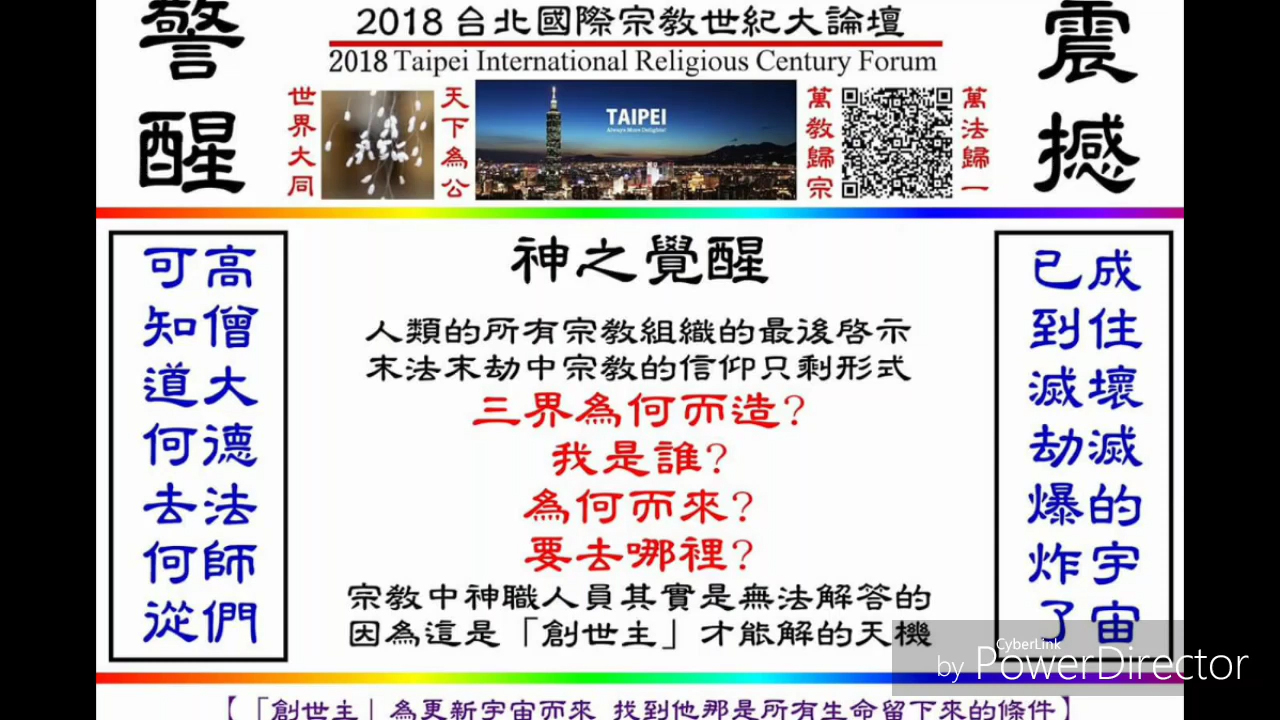 警醒
2018 台北國際宗教世紀大論壇
2018 Taipei International Religious Century Forum
震撼
世界大同
天下為公
TAIPEI
Always More Delights!
萬教歸宗
萬法歸一
高僧大德法師們
可知道何去何從
神之覺醒
人類的所有宗教組織的最後啓示
末法末劫中宗教的信仰只剩形式
三界為何而造?
我是誰?
為何而來?
要去哪裡?
宗教中神職人員其實是無法解答的
因為這是「創世主」才能解的天機
成住壞滅的宇宙
已到滅劫爆炸了
CyberLink
by PowerDirector
【「創世主」為更新宇宙而來 找到他那是所有生命留下來的條件】